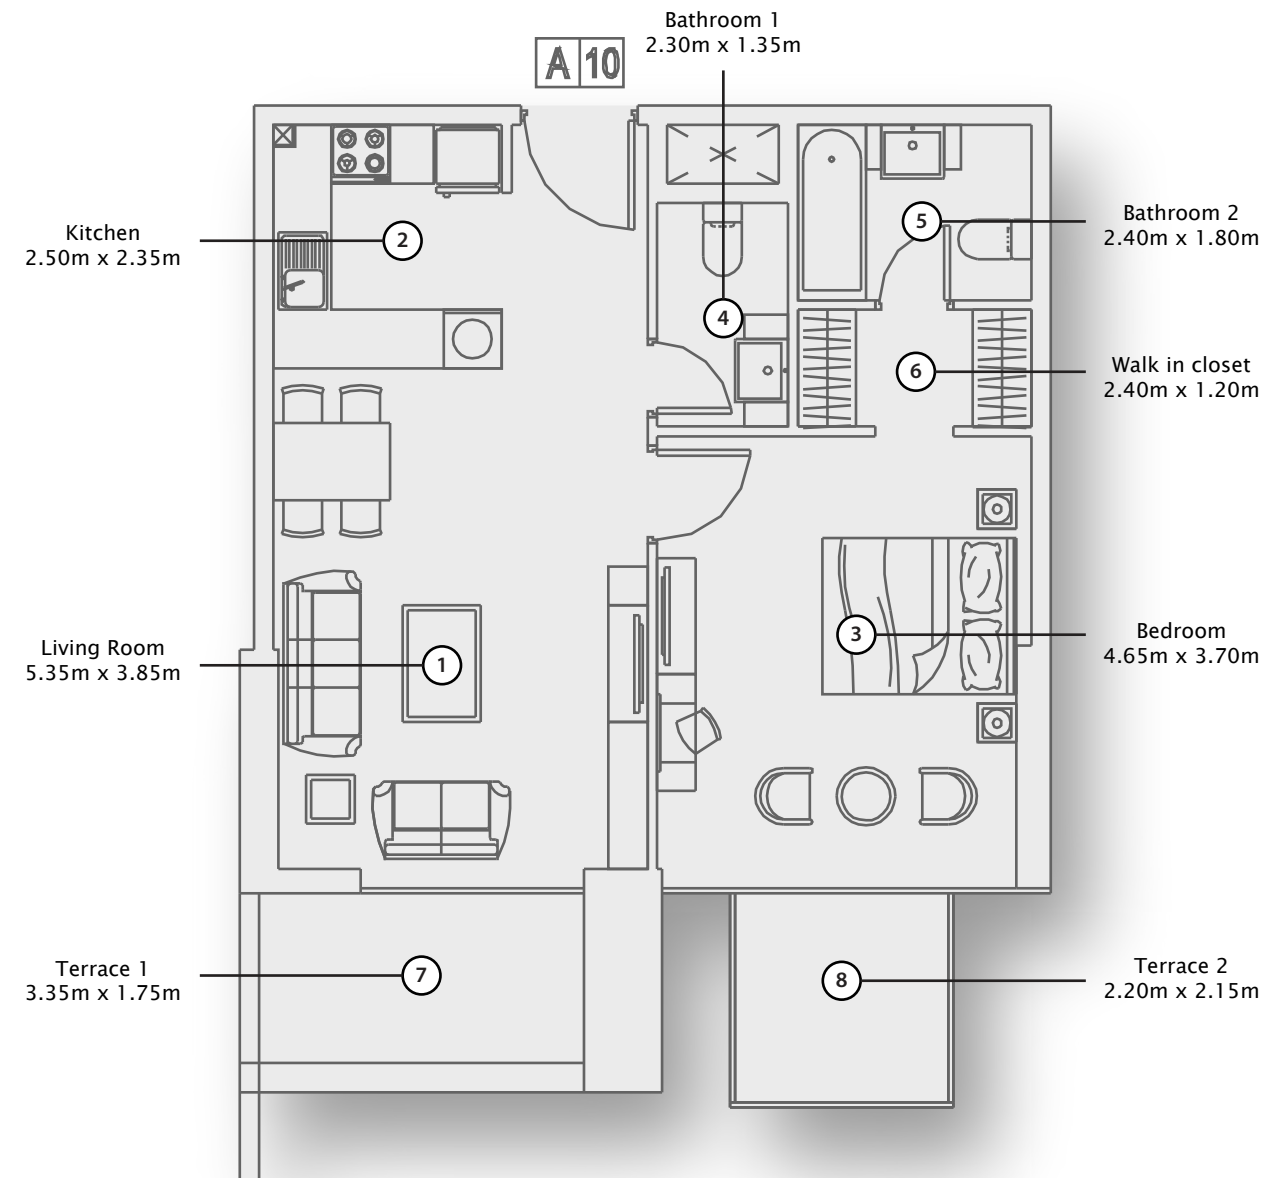 Bathroom 1
2.30m x 1.35m
A 10
Kitchen
2.50m x 2.35m
2
5
Bathroom 2
2.40m x 1.80m
4
6
Walk in closet
2.40m x 1.20m
3
Bedroom
4.65m x 3.70m
Living Room
5.35m x 3.85m
1
Terrace 1
3.35m x 1.75m
7
8
Terrace 2
2.20m x 2.15m